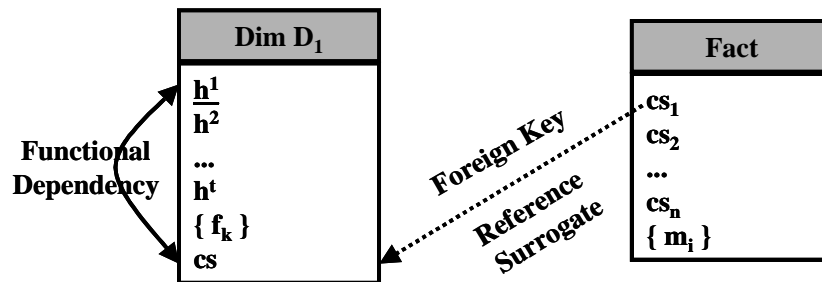 Dim D₁
h¹
h²
...
hᵗ
{ fₖ }
cs
Functional
Dependency
Foreign Key
Reference
Surrogate
Fact
cs₁
cs₂
...
csₙ
{ mᵢ }